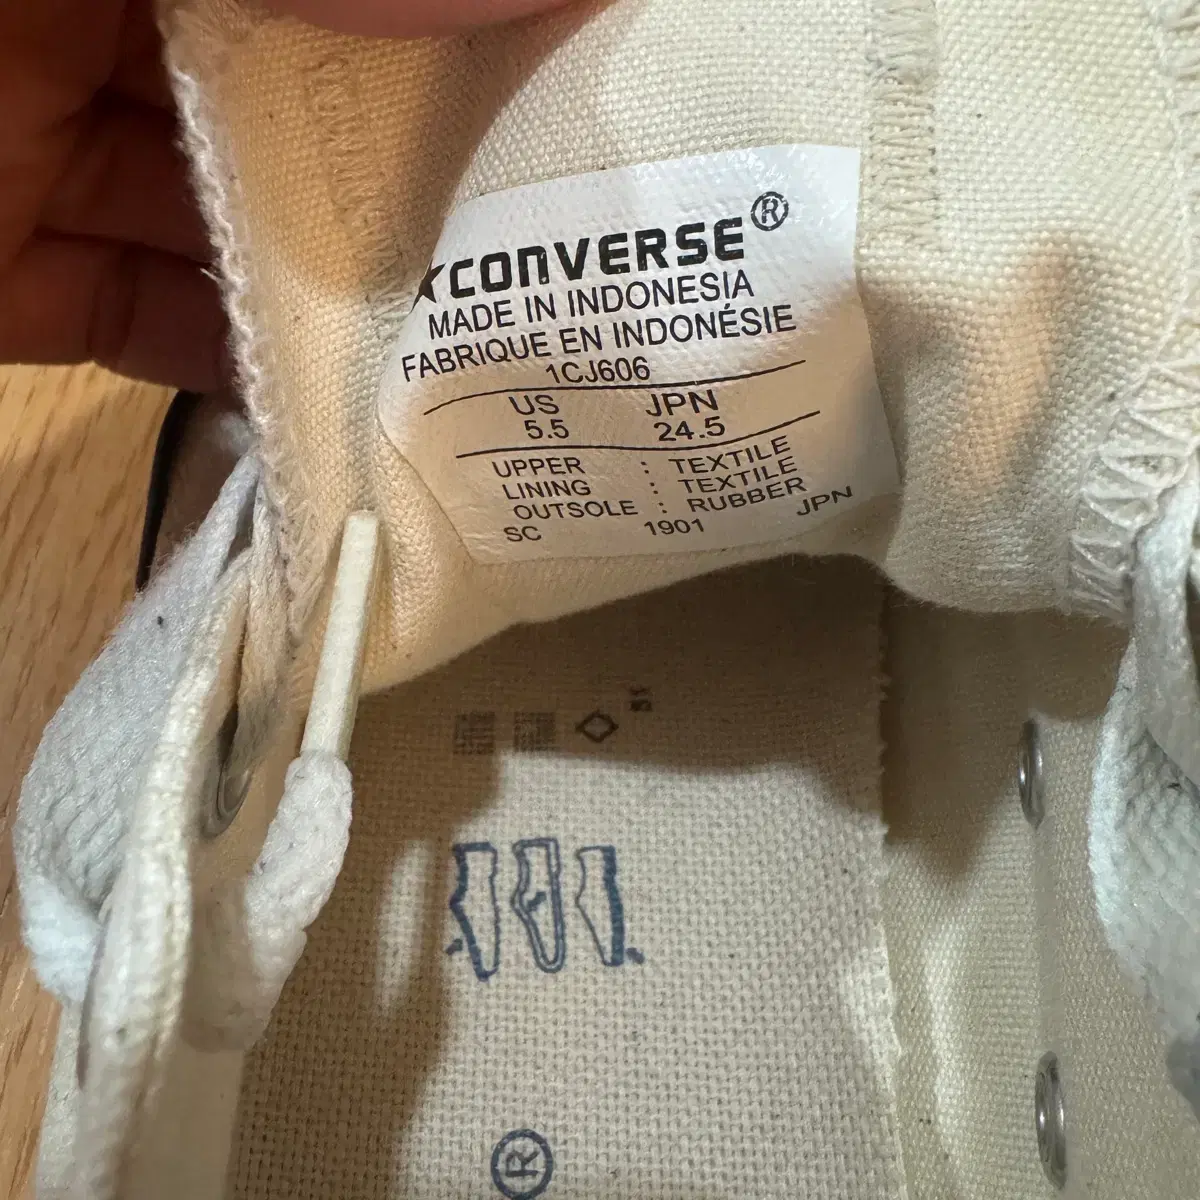 ★CONVERSE®
MADE IN INDONESIA
FABRIQUE EN INDONÉSIE
1CJ606
US JPN
5.5 24.5
UPPER : TEXTILE
LINING : TEXTILE
OUTSOLE : RUBBER
SC 1901 JPN
®